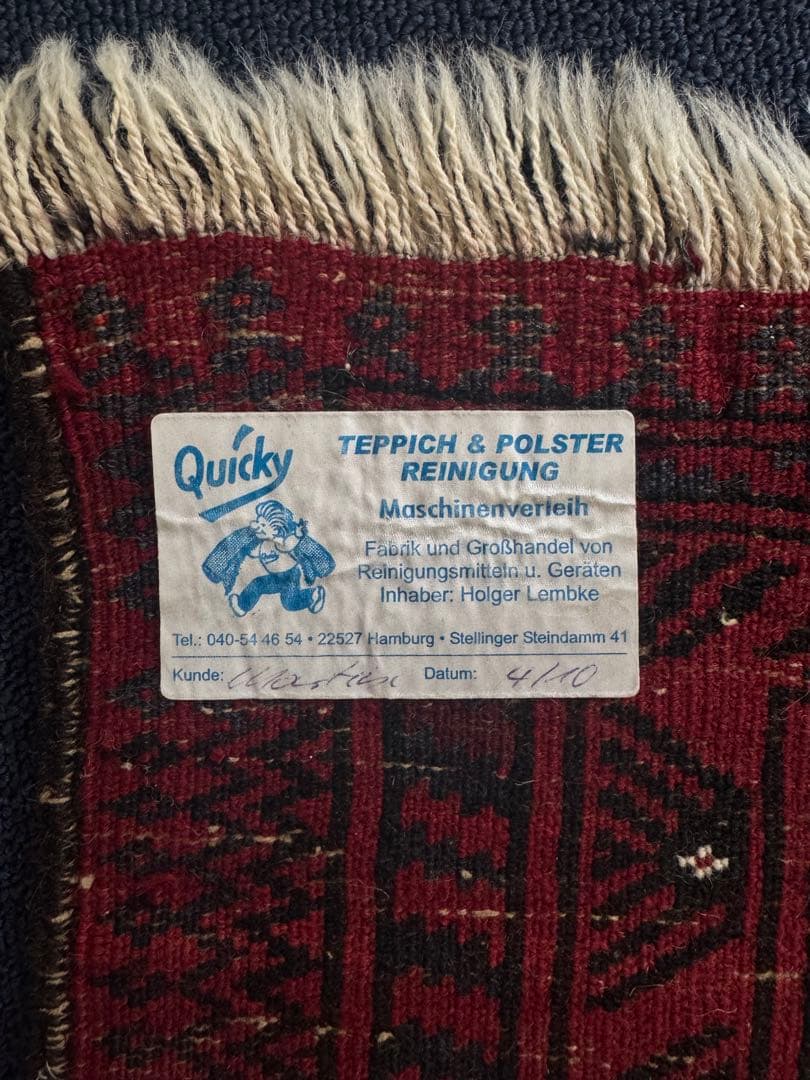 Quicky
TEPPICH & POLSTER
REINIGUNG
Maschinenverleih
Fabrik und Großhandel von
Reinigungsmitteln u. Geräten
Inhaber: Holger Lembke
Tel.: 040-54 46 54 • 22527 Hamburg • Stellinger Steindamm 41
Kunde: Datum: 4/10